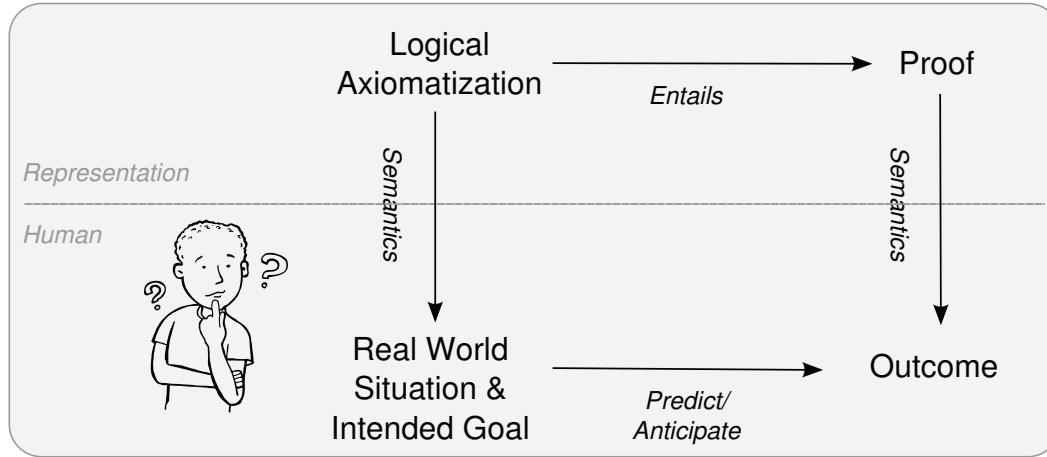 Logical
Axiomatization
Entails
Proof
Semantics
Semantics
Representation
Human
?
?
Real World
Situation &
Intended Goal
Predict/
Anticipate
Outcome